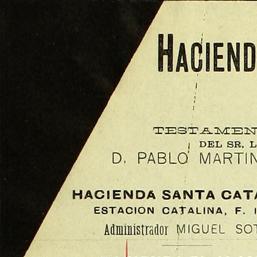 HACIEND
TESTAMEN
DEL SR. L
D. PABLO MARTIN
HACIENDA SANTA CATA
ESTACION CATALINA, F. I
Administrador MIGUEL SOT